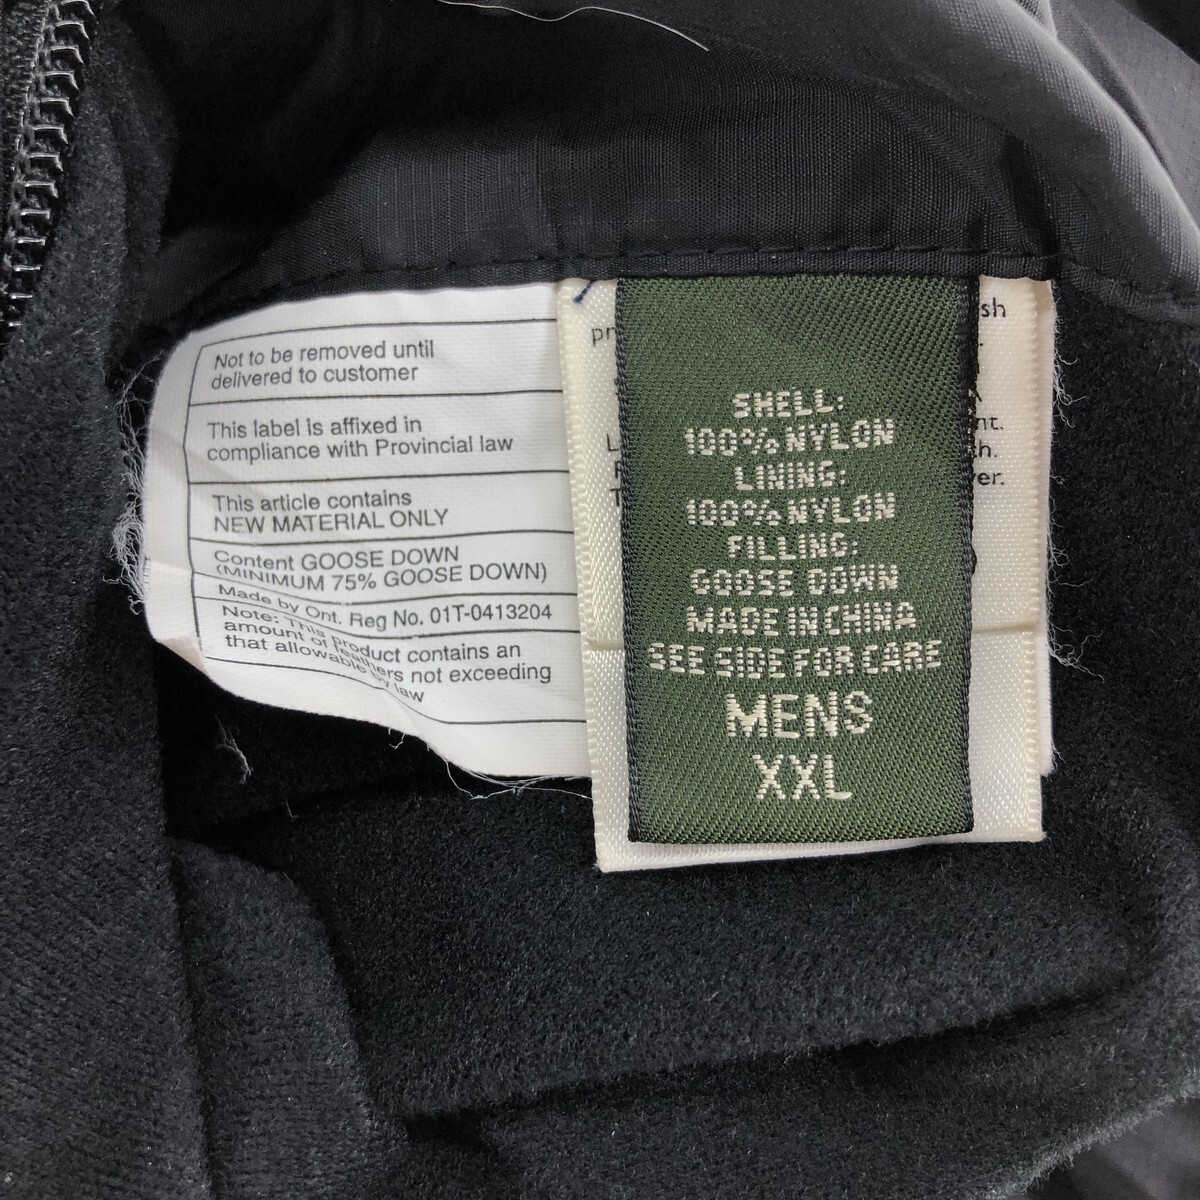 Not to be removed until
delivered to customer
This label is affixed in
compliance with Provincial law
This article contains
NEW MATERIAL ONLY
Content GOOSE DOWN
(MINIMUM 75% GOOSE DOWN)
Made by Ont. Reg No. 01T-0413204
Note: This product contains an
amount of feathers not exceeding
that allowable by law
SHELL:
100% NYLON
LINING:
100% NYLON
FILLING:
GOOSE DOWN
MADE IN CHINA
SEE SIDE FOR CARE
MENS
XXL